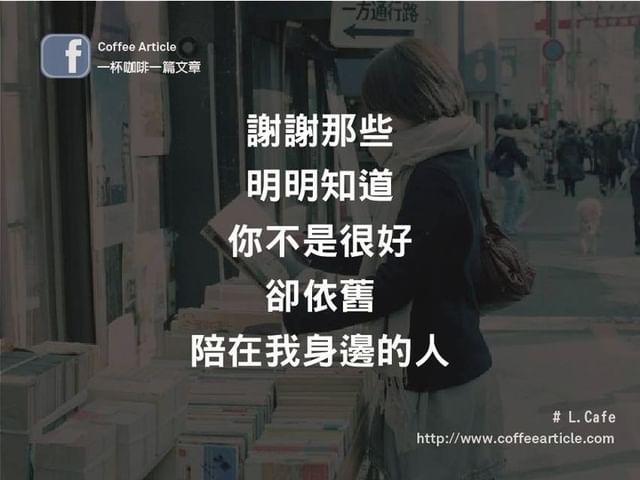 一方通行路
Coffee Article
一杯咖啡一篇文章
謝謝那些
明明知道
你不是很好
卻依舊
陪在我身邊的人
# L.Cafe
http://www.coffeearticle.com